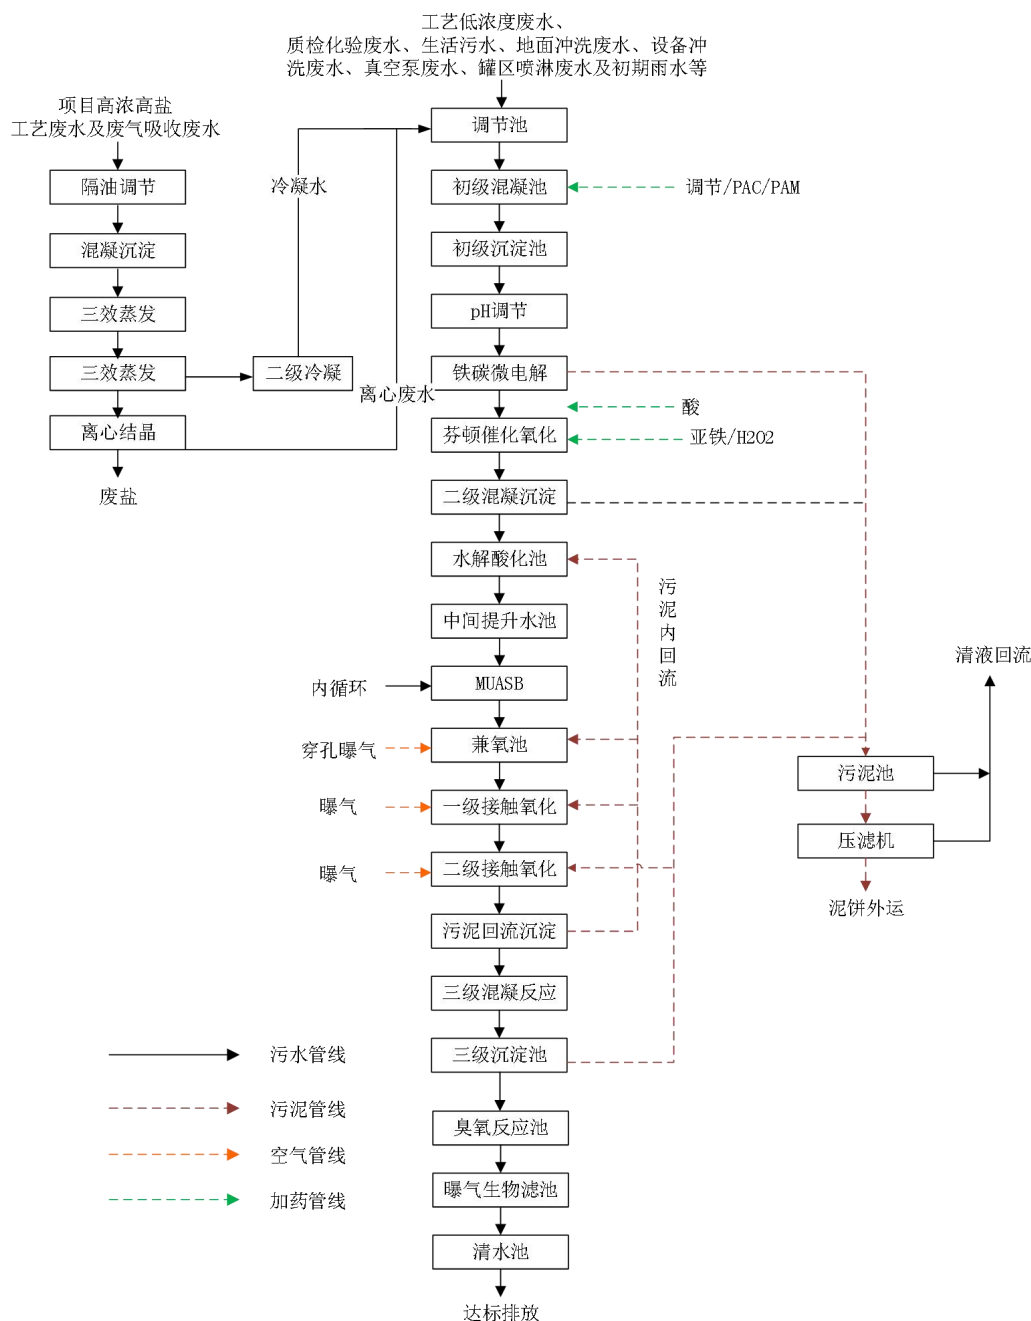 工艺低浓度废水、
质检化验废水、生活污水、地面冲洗废水、设备冲
洗废水、真空泵废水、罐区喷淋废水及初期雨水等
项目高浓高盐
工艺废水及废气吸收废水
调节池
隔油调节
冷凝水
初级混凝池
调节/PAC/PAM
混凝沉淀
初级沉淀池
三效蒸发
pH调节
三效蒸发
二级冷凝
铁碳微电解
离心废水
酸
离心结晶
芬顿催化氧化
亚铁/H2O2
废盐
二级混凝沉淀
水解酸化池
污
泥
内
回
流
中间提升水池
清液回流
内循环
MUASB
穿孔曝气
兼氧池
污泥池
曝气
一级接触氧化
压滤机
曝气
二级接触氧化
泥饼外运
污泥回流沉淀
三级混凝反应
三级沉淀池
污水管线
污泥管线
臭氧反应池
空气管线
曝气生物滤池
加药管线
清水池
达标排放